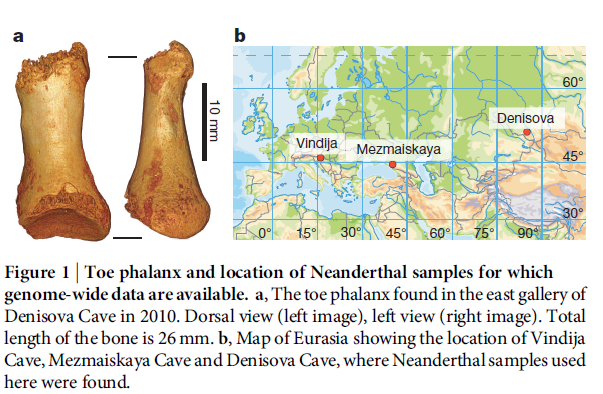 a
b
10 mm
60°
Denisova
Vindija
Mezmaiskaya
45°
30°
0° 15° 30° 45° 60° 75° 90°
Figure 1 | Toe phalanx and location of Neanderthal samples for which
genome-wide data are available. a, The toe phalanx found in the east gallery of
Denisova Cave in 2010. Dorsal view (left image), left view (right image). Total
length of the bone is 26 mm. b, Map of Eurasia showing the location of Vindija
Cave, Mezmaiskaya Cave and Denisova Cave, where Neanderthal samples used
here were found.